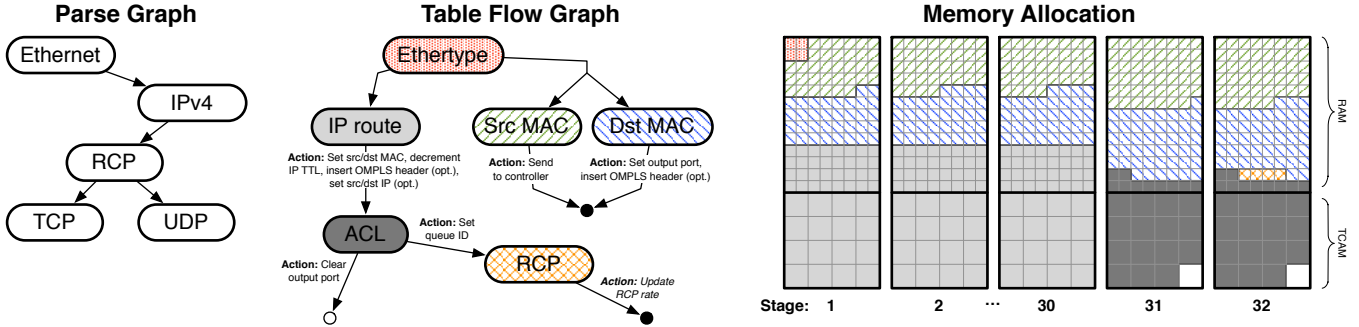 Parse Graph
Ethernet
IPv4
RCP
TCP
UDP
Table Flow Graph
Ethertype
IP route
Src MAC
Dst MAC
Action: Set src/dst MAC, decrement
IP TTL, insert OMPLS header (opt.),
set src/dst IP (opt.)
Action: Send
to controller
Action: Set output port,
insert OMPLS header (opt.)
ACL
Action: Set
queue ID
RCP
Action: Clear
output port
Action: Update
RCP rate
Memory Allocation
RAM
TCAM
Stage: 1 2 ... 30 31 32